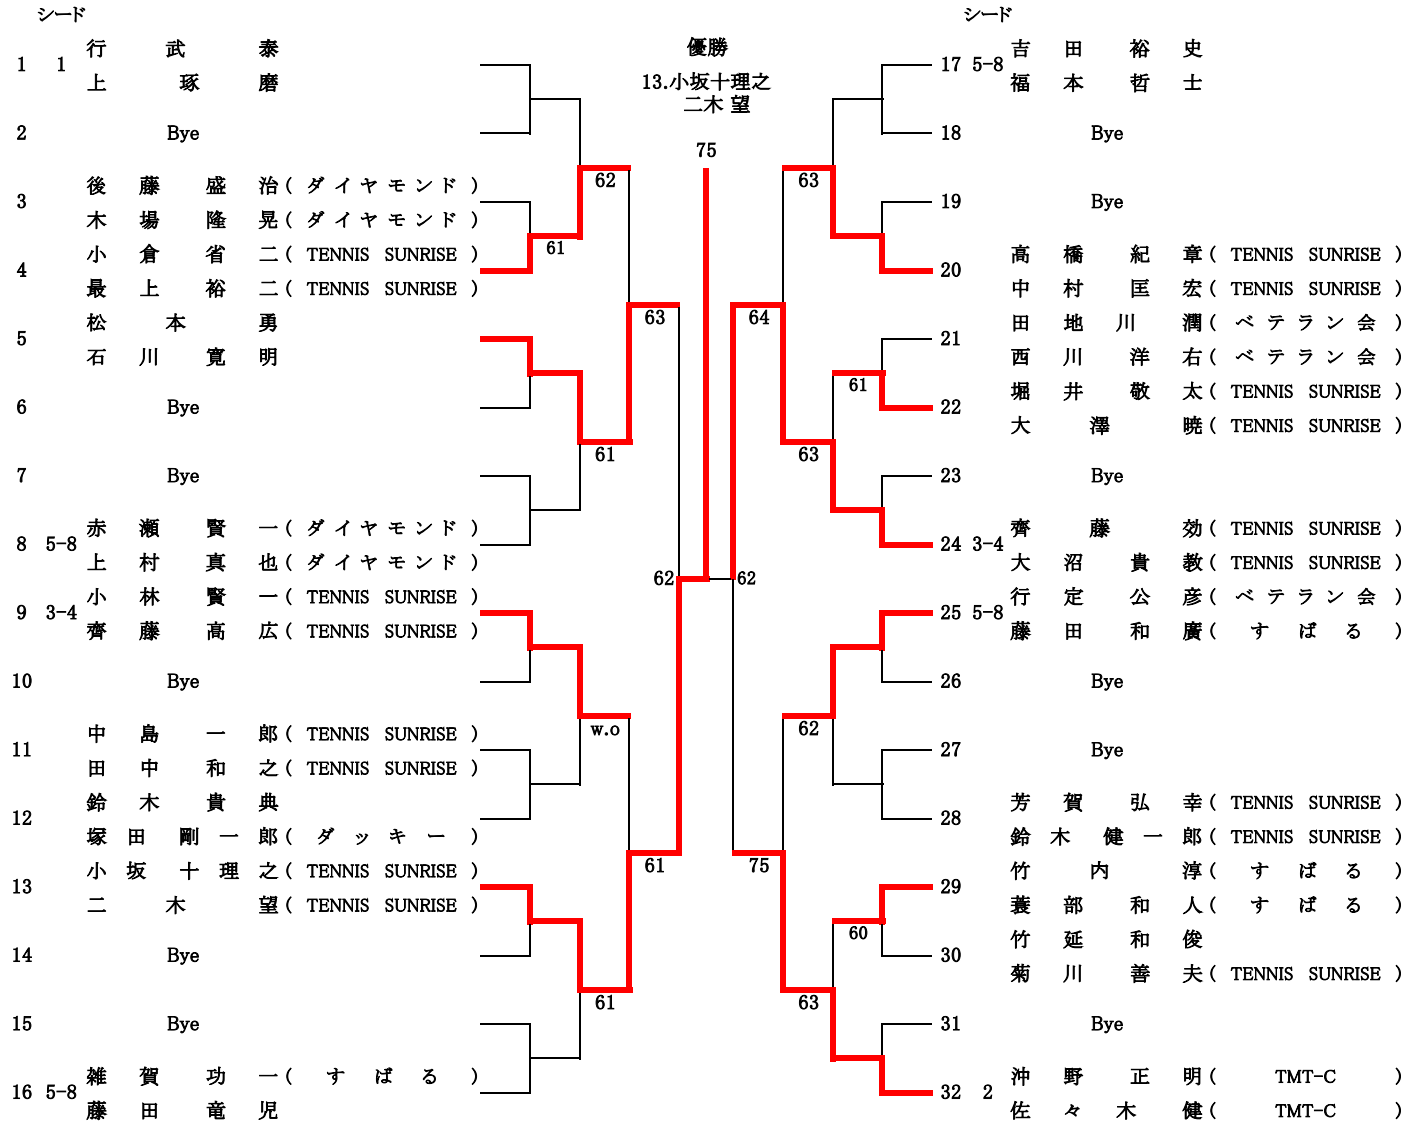 シード
1 1 行武泰
上琢磨
2 Bye
3 後藤盛治(ダイヤモンド)
木場隆晃(ダイヤモンド)
4 小倉省二(TENNIS SUNRISE)
最上裕二(TENNIS SUNRISE)
5 松本勇
石川寛明
6 Bye
7 Bye
8 5-8 赤瀬賢一(ダイヤモンド)
上村真也(ダイヤモンド)
9 3-4 小林賢一(TENNIS SUNRISE)
齊藤高広(TENNIS SUNRISE)
10 Bye
11 中島一郎(TENNIS SUNRISE)
田中和之(TENNIS SUNRISE)
12 鈴木貴典
塚田剛一郎(ダッキー)
13 小坂十理之(TENNIS SUNRISE)
二木望(TENNIS SUNRISE)
14 Bye
15 Bye
16 5-8 雑賀功一(すばる)
藤田竜児
61
62
61
w.o
61
63
61
62
優勝
13.小坂十理之
二木 望
75
62
64
75
63
63
62
63
61
60
シード
17 5-8 吉田裕史
福本哲士
18 Bye
19 Bye
20 高橋紀章(TENNIS SUNRISE)
中村匡宏(TENNIS SUNRISE)
21 田地川潤(ベテラン会)
西川洋右(ベテラン会)
22 堀井敬太(TENNIS SUNRISE)
大澤暁(TENNIS SUNRISE)
23 Bye
24 3-4 齊藤効(TENNIS SUNRISE)
大沼貴教(TENNIS SUNRISE)
25 5-8 行定公彦(ベテラン会)
藤田和廣(すばる)
26 Bye
27 Bye
28 芳賀弘幸(TENNIS SUNRISE)
鈴木健一郎(TENNIS SUNRISE)
29 竹内淳(すばる)
蓑部和人(すばる)
30 竹延和俊
菊川善夫(TENNIS SUNRISE)
31 Bye
32 2 沖野正明(TMT-C)
佐々木健(TMT-C)